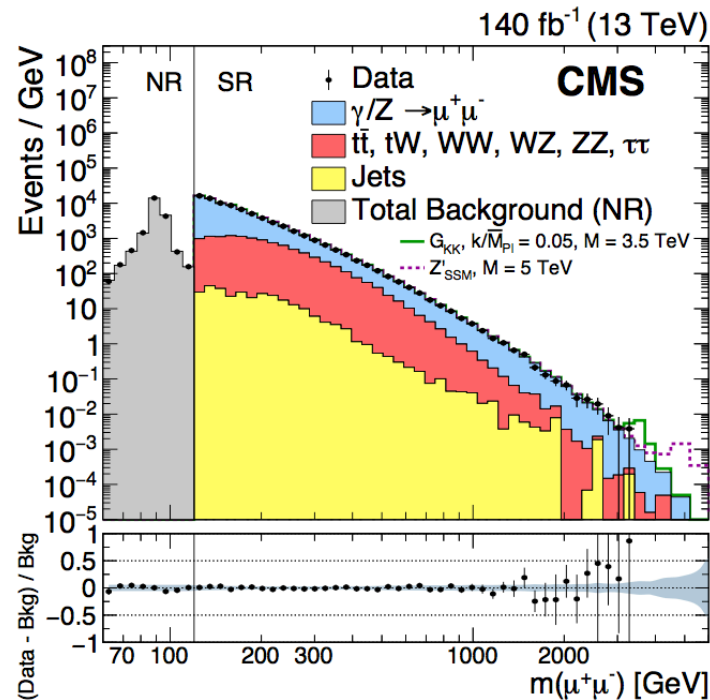 140 fb⁻¹ (13 TeV)
Events / GeV
10⁸
10⁷
10⁶
10⁵
10⁴
10³
10²
10
1
10⁻¹
10⁻²
10⁻³
10⁻⁴
10⁻⁵
NR
SR
CMS
Data
γ/Z → μ⁺μ⁻
tt̄, tW, WW, WZ, ZZ, ττ
Jets
Total Background (NR)
G_KK, k/M̄_Pl = 0.05, M = 3.5 TeV
Z'_SSM, M = 5 TeV
(Data - Bkg) / Bkg
1
0.5
0
−0.5
−1
70 100 200 300 1000 2000
m(μ⁺μ⁻) [GeV]